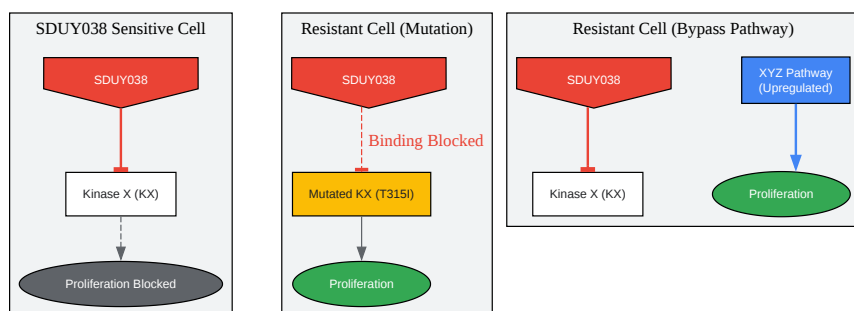 SDUY038 Sensitive Cell
SDUY038
Kinase X (KX)
Proliferation Blocked
Resistant Cell (Mutation)
SDUY038
Binding Blocked
Mutated KX (T315I)
Proliferation
Resistant Cell (Bypass Pathway)
SDUY038
Kinase X (KX)
XYZ Pathway
(Upregulated)
Proliferation